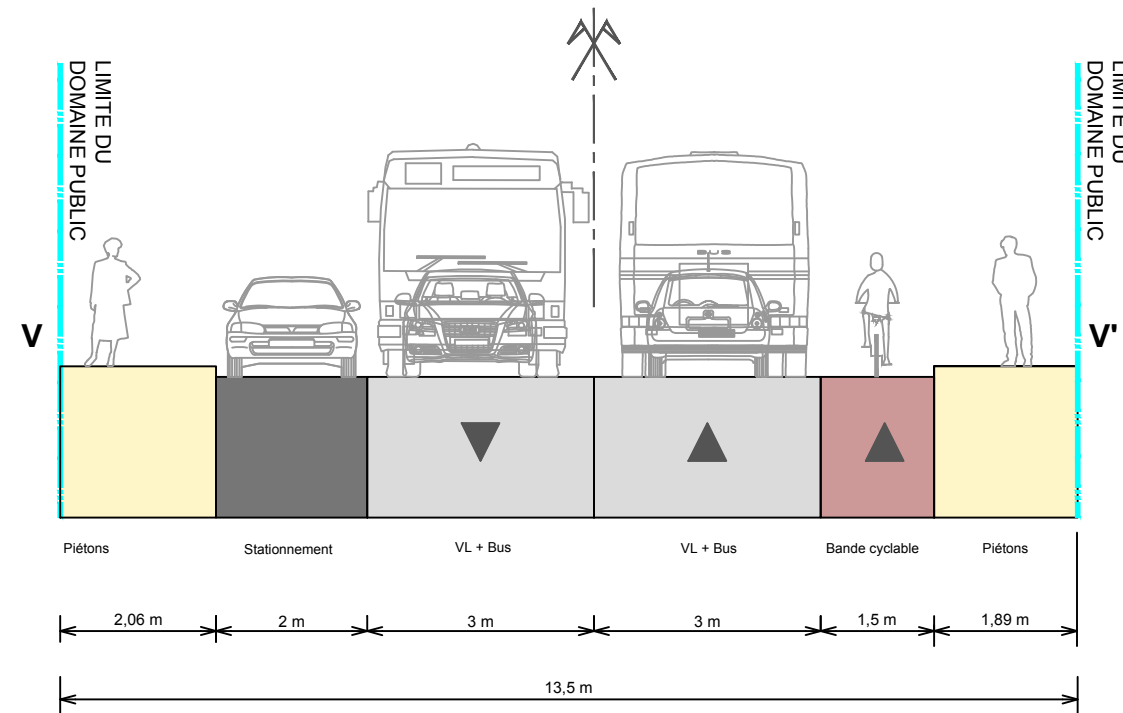 LIMITE DU
DOMAINE PUBLIC
LIMITE DU
DOMAINE PUBLIC
BUS
V
V'
Piétons
Stationnement
VL + Bus
VL + Bus
Bande cyclable
Piétons
2,06 m
2 m
3 m
3 m
1,5 m
1,89 m
13,5 m